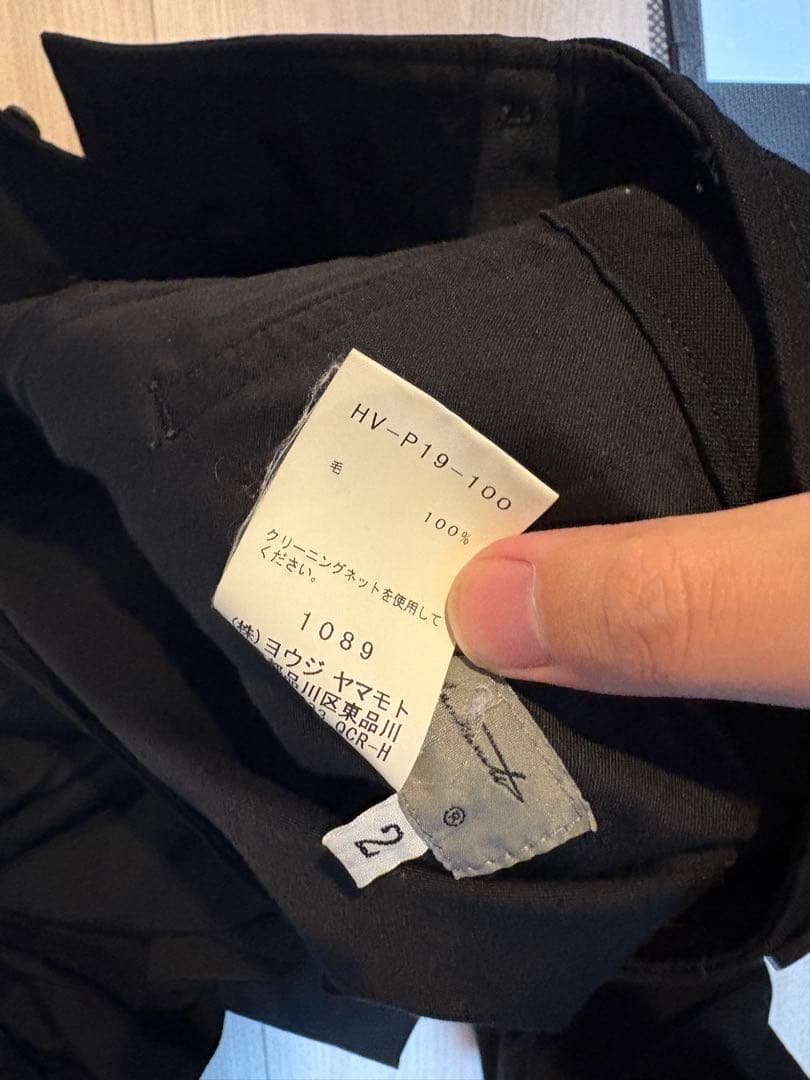 HV-P19-100
毛
100%
クリーニングネットを使用して
ください。
1089
(株)ヨウジ ヤマモト
品川区東品川
QCR-H
®
2